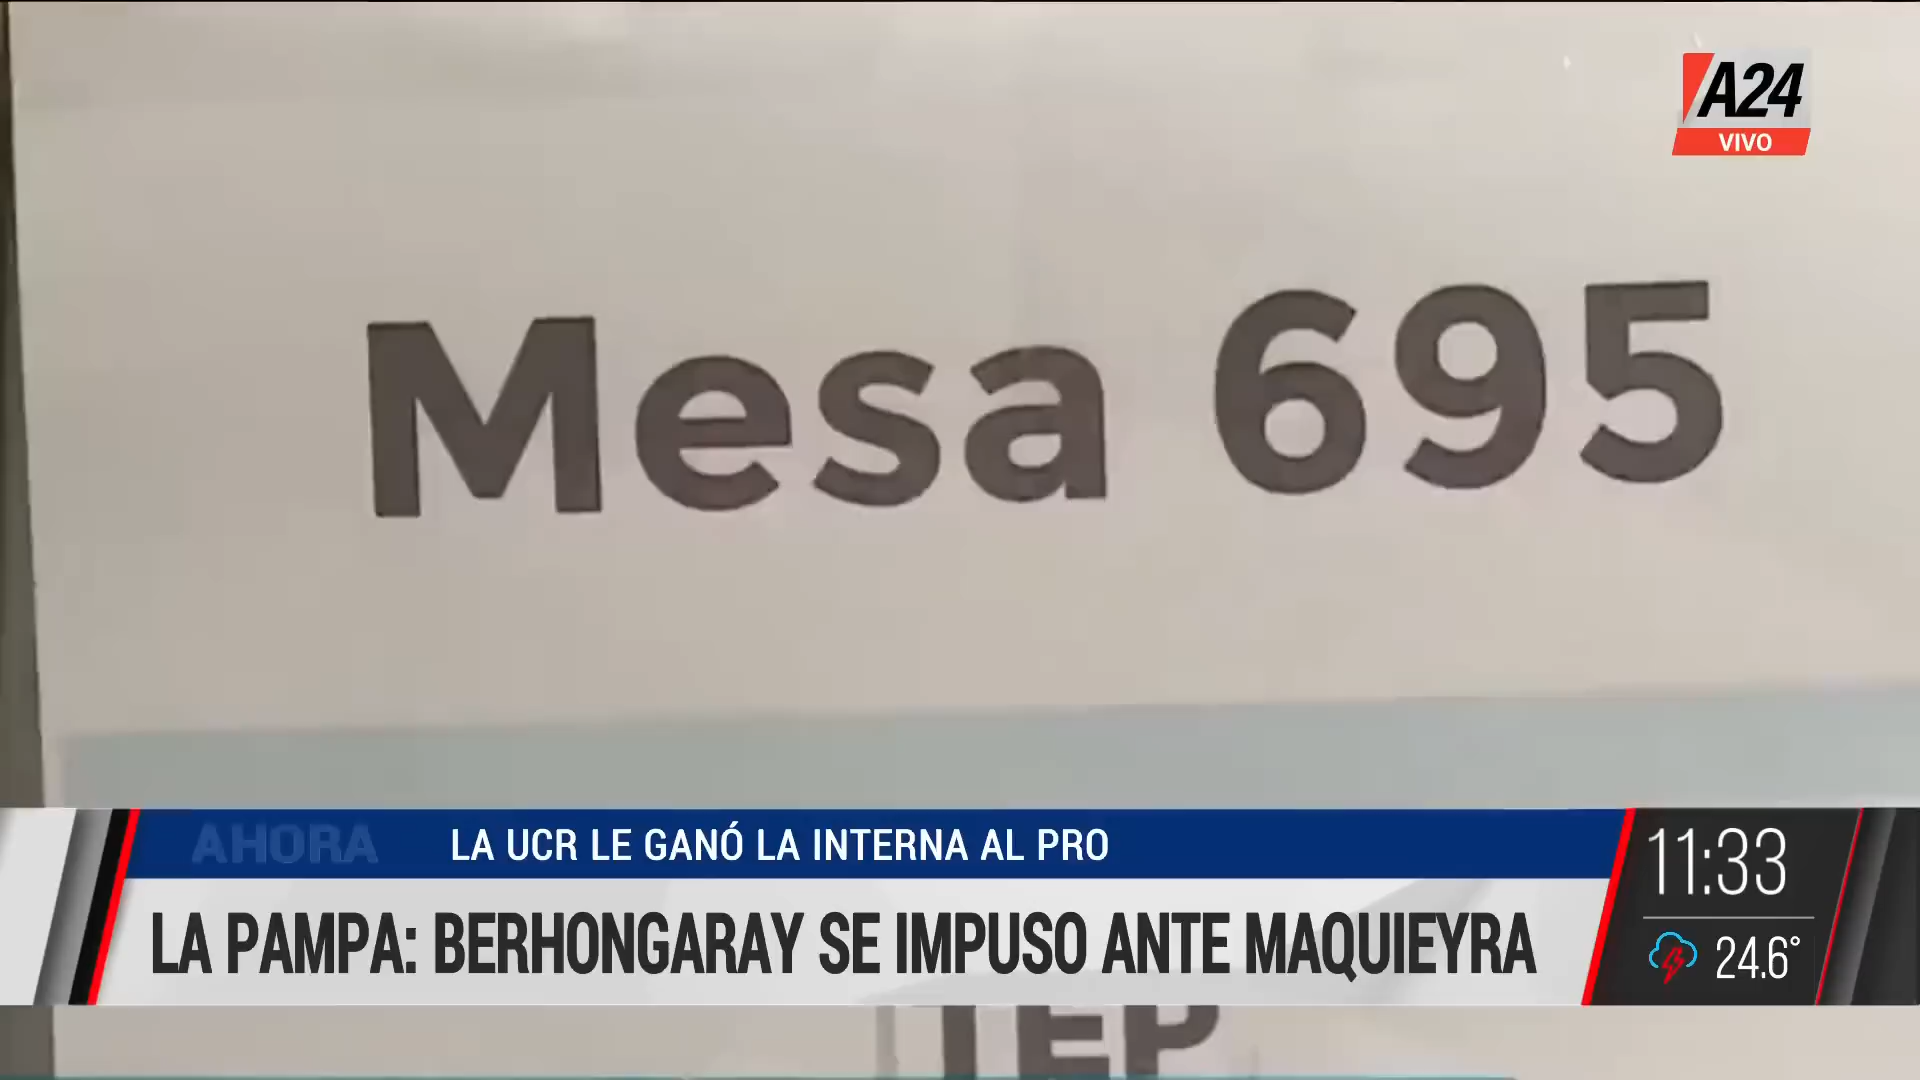 A24
VIVO
Mesa 695
AHORA
LA UCR LE GANÓ LA INTERNA AL PRO
11:33
LA PAMPA: BERHONGARAY SE IMPUSO ANTE MAQUIEYRA
24.6°